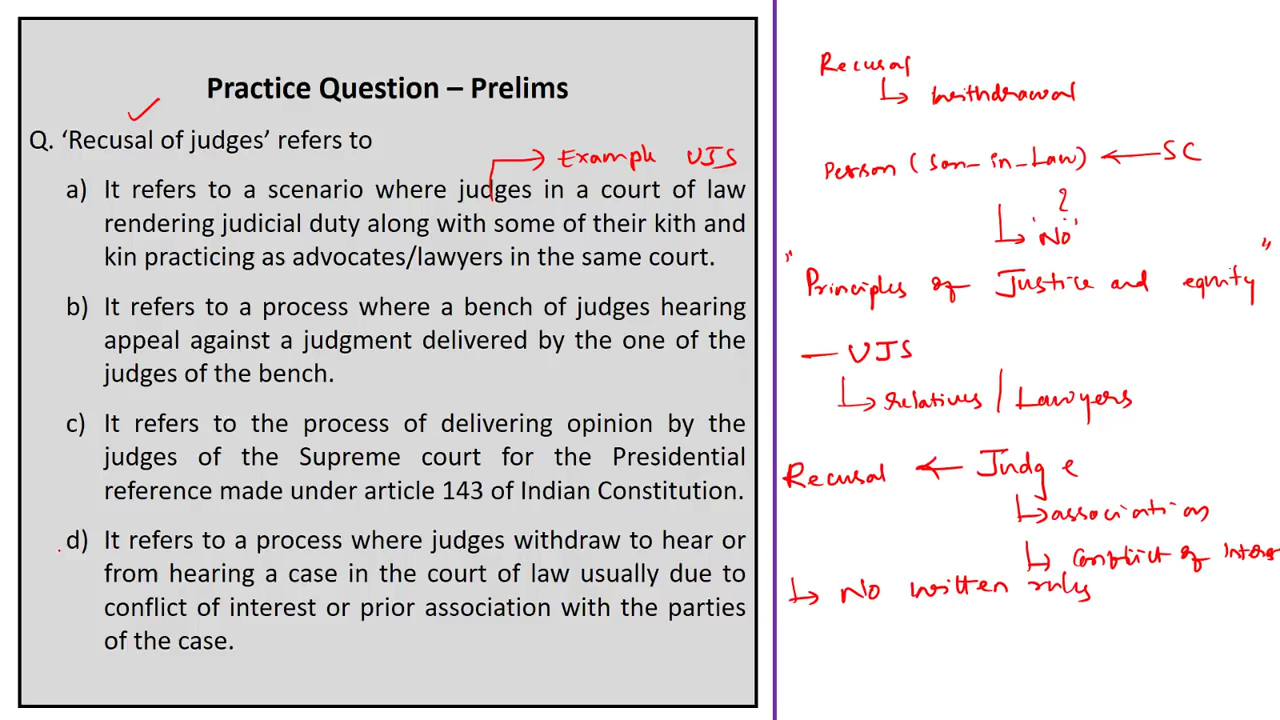 Practice Question – Prelims
Q. ‘Recusal of judges’ refers to
Example UJS
a) It refers to a scenario where judges in a court of law
rendering judicial duty along with some of their kith and
kin practicing as advocates/lawyers in the same court.
b) It refers to a process where a bench of judges hearing
appeal against a judgment delivered by the one of the
judges of the bench.
c) It refers to the process of delivering opinion by the
judges of the Supreme court for the Presidential
reference made under article 143 of Indian Constitution.
d) It refers to a process where judges withdraw to hear or
from hearing a case in the court of law usually due to
conflict of interest or prior association with the parties
of the case.
Recusal
withdrawal
Person (Son-in-Law) ← SC
?
'No'
"Principles of Justice and equity"
— UJS
relatives / Lawyers
Recusal ← Judge
association
conflict of
No written rules